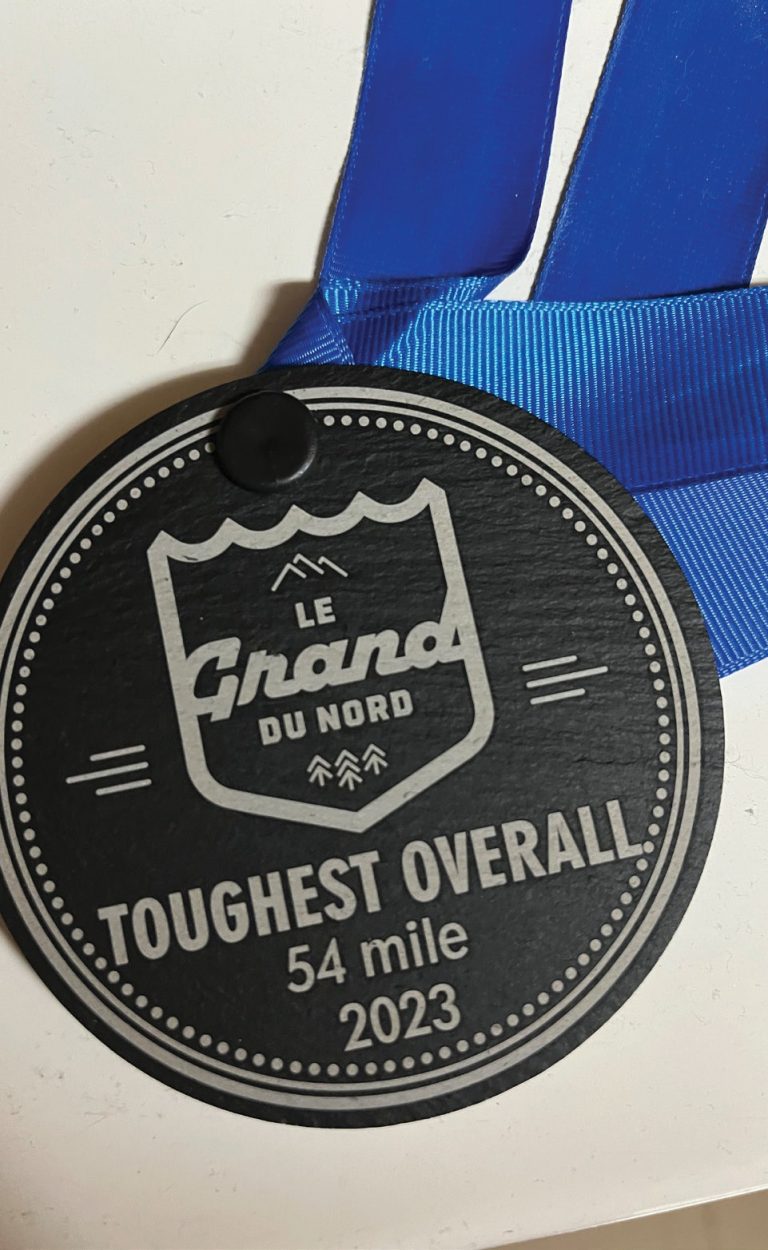 LE
Grand
DU NORD
TOUGHEST OVERALL
54 mile
2023